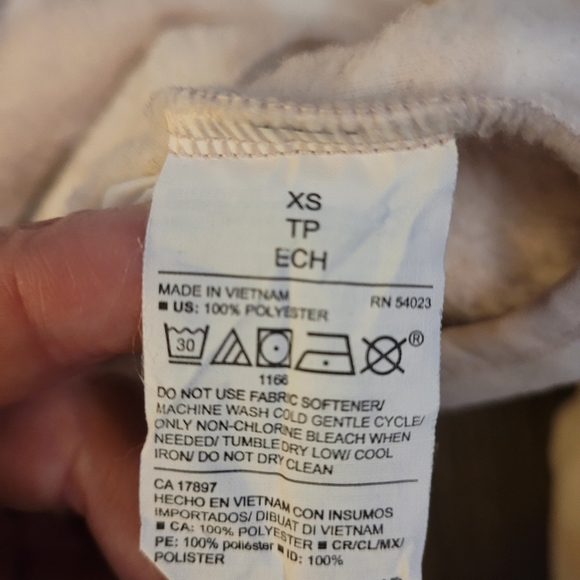 XS
TP
ECH
MADE IN VIETNAM
■ US: 100% POLYESTER RN 54023
30 ®
1166
DO NOT USE FABRIC SOFTENER/
MACHINE WASH COLD GENTLE CYCLE/
ONLY NON-CHLORINE BLEACH WHEN
NEEDED/ TUMBLE DRY LOW/ COOL
IRON/ DO NOT DRY CLEAN
CA 17897
HECHO EN VIETNAM CON INSUMOS
IMPORTADOS/ DIBUAT DI VIETNAM
■ CA: 100% POLYESTER ■ CR/CL/MX/
PE: 100% poliéster ■ ID: 100%
POLISTER